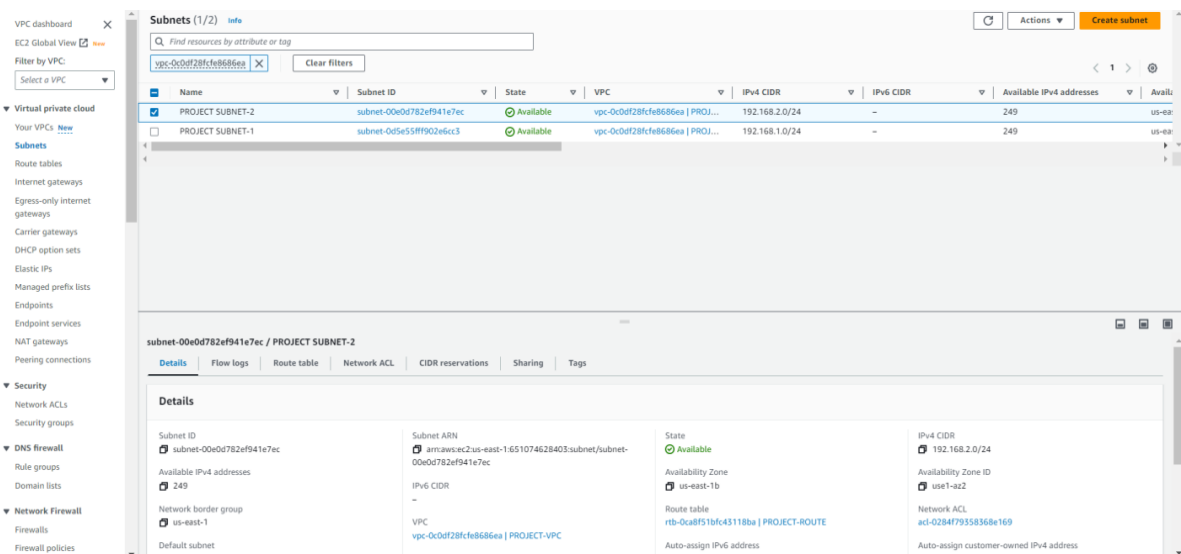 VPC dashboard
EC2 Global View New
Filter by VPC:
Select a VPC
Virtual private cloud
Your VPCs New
Subnets
Route tables
Internet gateways
Egress-only internet
gateways
Carrier gateways
DHCP option sets
Elastic IPs
Managed prefix lists
Endpoints
Endpoint services
NAT gateways
Peering connections
Security
Network ACLs
Security groups
DNS firewall
Rule groups
Domain lists
Network Firewall
Firewalls
Firewall policies
Subnets (1/2) Info
Actions
Create subnet
Find resources by attribute or tag
vpc-0c0df28fcfe8686ea
Clear filters
1
Name Subnet ID State VPC IPv4 CIDR IPv6 CIDR Available IPv4 addresses Availa
PROJECT SUBNET-2 subnet-00e0d782ef941e7ec Available vpc-0c0df28fcfe8686ea | PROJ... 192.168.2.0/24 – 249 us-eas
PROJECT SUBNET-1 subnet-0d5e55fff902e6cc3 Available vpc-0c0df28fcfe8686ea | PROJ... 192.168.1.0/24 – 249 us-eas
subnet-00e0d782ef941e7ec / PROJECT SUBNET-2
Details Flow logs Route table Network ACL CIDR reservations Sharing Tags
Details
Subnet ID
subnet-00e0d782ef941e7ec
Available IPv4 addresses
249
Network border group
us-east-1
Default subnet
Subnet ARN
arn:aws:ec2:us-east-1:651074628403:subnet/subnet-
00e0d782ef941e7ec
IPv6 CIDR
–
VPC
vpc-0c0df28fcfe8686ea | PROJECT-VPC
State
Available
Availability Zone
us-east-1b
Route table
rtb-0ca8f51bfc43118ba | PROJECT-ROUTE
Auto-assign IPv6 address
IPv4 CIDR
192.168.2.0/24
Availability Zone ID
use1-az2
Network ACL
acl-0284f79358368e169
Auto-assign customer-owned IPv4 address